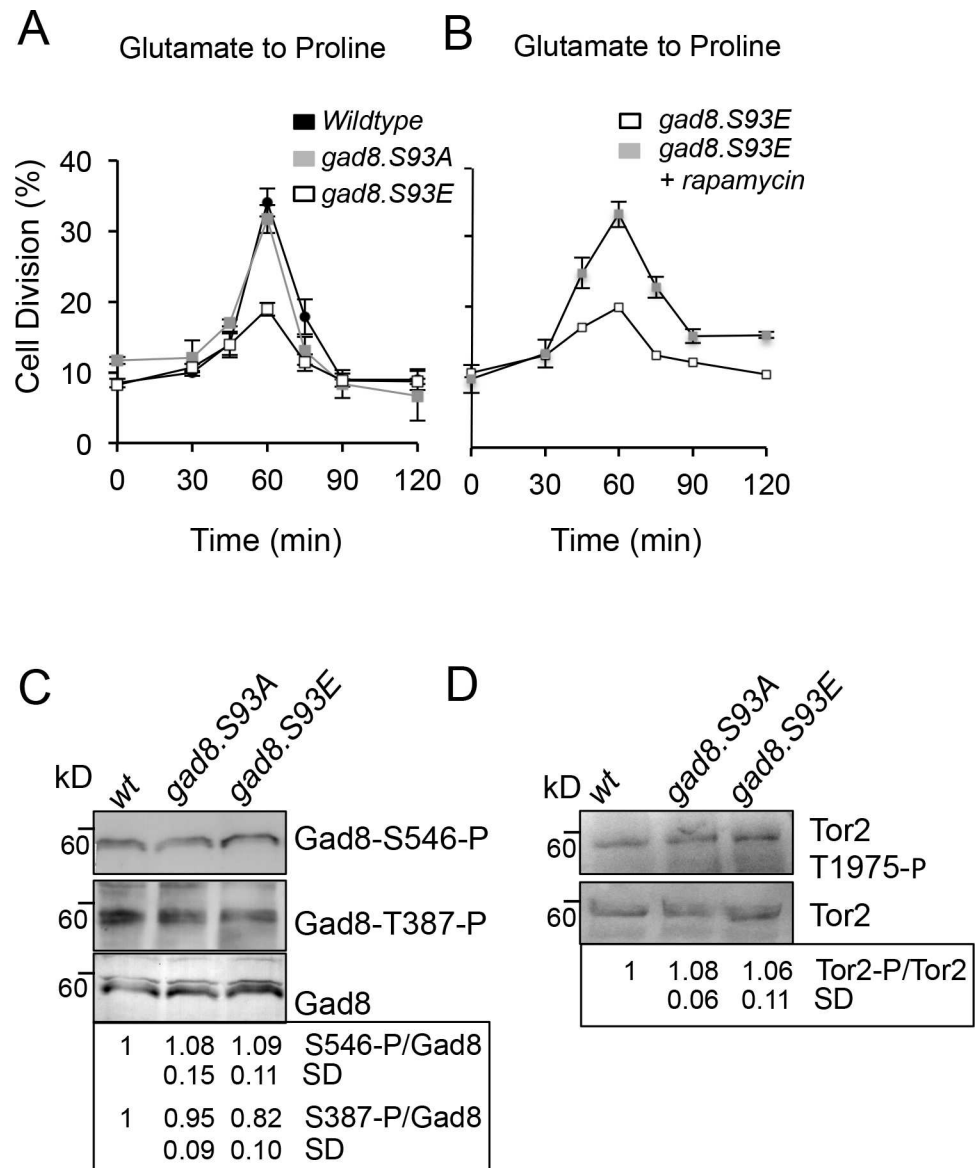 A
Glutamate to Proline
Wildtype
gad8.S93A
gad8.S93E
Cell Division (%)
40
30
20
10
0
0 30 60 90 120
Time (min)
B
Glutamate to Proline
gad8.S93E
gad8.S93E
+ rapamycin
0 30 60 90 120
Time (min)
C
kD
wt
gad8.S93A
gad8.S93E
60
Gad8-S546-P
60
Gad8-T387-P
60
Gad8
1 1.08 1.09 S546-P/Gad8
0.15 0.11 SD
1 0.95 0.82 S387-P/Gad8
0.09 0.10 SD
D
kD
wt
gad8.S93A
gad8.S93E
60
Tor2
T1975-P
60
Tor2
1 1.08 1.06 Tor2-P/Tor2
0.06 0.11 SD